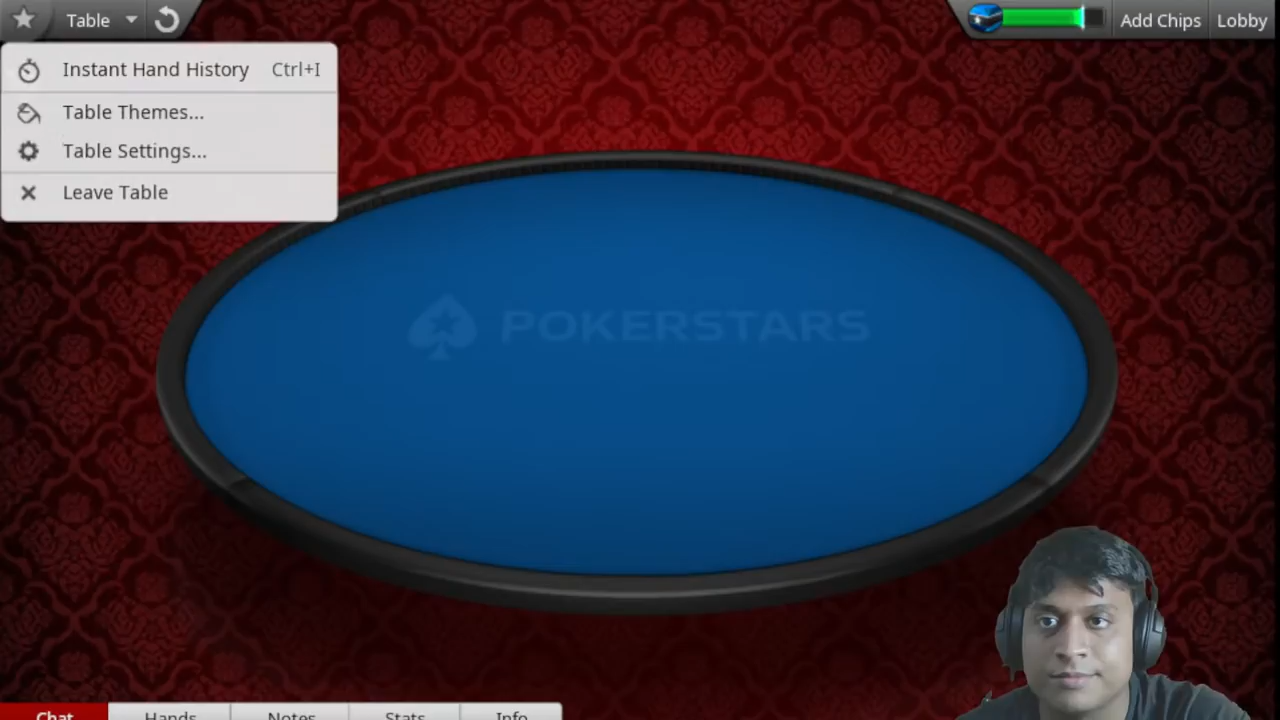 Table
Add Chips
Lobby
Instant Hand History Ctrl+I
Table Themes...
Table Settings...
Leave Table
POKERSTARS
Chat
Hands
Notes
Stats
Info